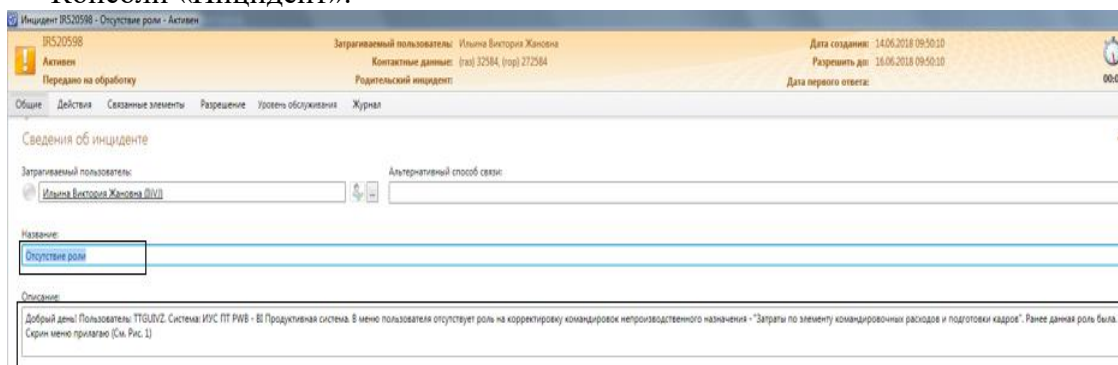 Консоли «Инцидент».
Инцидент IR520598 - Отсутствие роли - Активен
IR520598
Активен
Передано на обработку
Затрагиваемый пользователь: Ильина Виктория Жановна
Контактные данные: (газ) 32584, (гор) 272584
Родительский инцидент:
Дата создания: 14.06.2018 09:50:10
Разрешить до: 16.06.2018 09:50:10
Дата первого ответа:
Общие Действия Связанные элементы Разрешение Уровень обслуживания Журнал
Сведения об инциденте
Затрагиваемый пользователь: Альтернативный способ связи:
Ильина Виктория Жановна ...
Название:
Отсутствие роли
Описание:
Добрый день! Пользователь: TTGUIVZ. Система: ИУС ПТ PWB - BI Продуктивная система. В меню пользователя отсутствует роль на корректировку командировок непроизводственного назначения - "Затраты по элементу командировочных расходов и подготовки кадров". Ранее данная роль была.
Скрин меню прилагаю (См. Рис. 1)